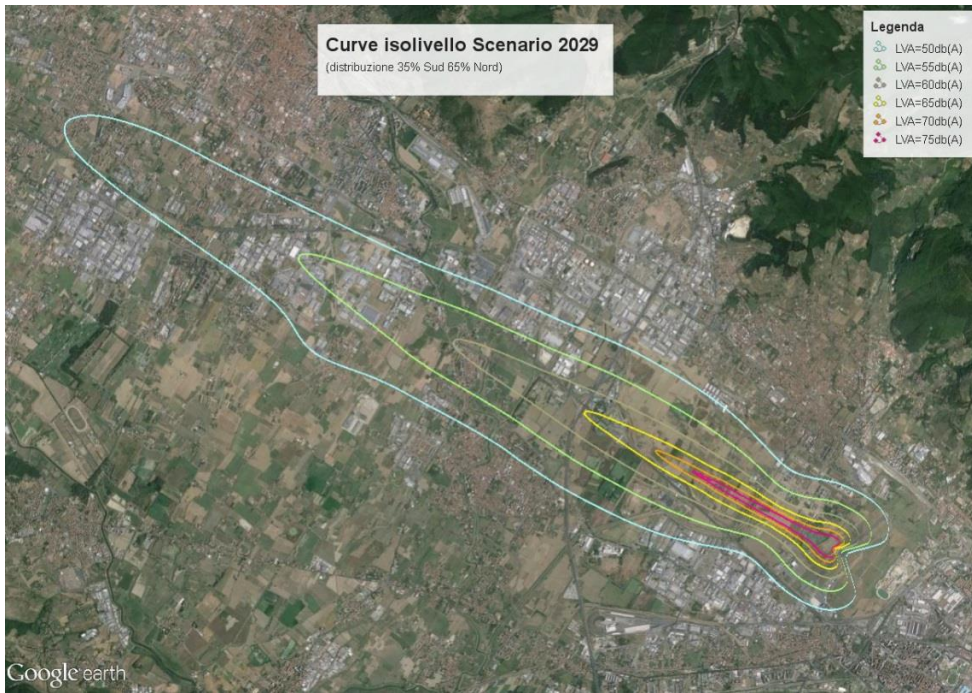 Curve isolivello Scenario 2029
(distribuzione 35% Sud 65% Nord)
Legenda
LVA=50db(A)
LVA=55db(A)
LVA=60db(A)
LVA=65db(A)
LVA=70db(A)
LVA=75db(A)
Google earth